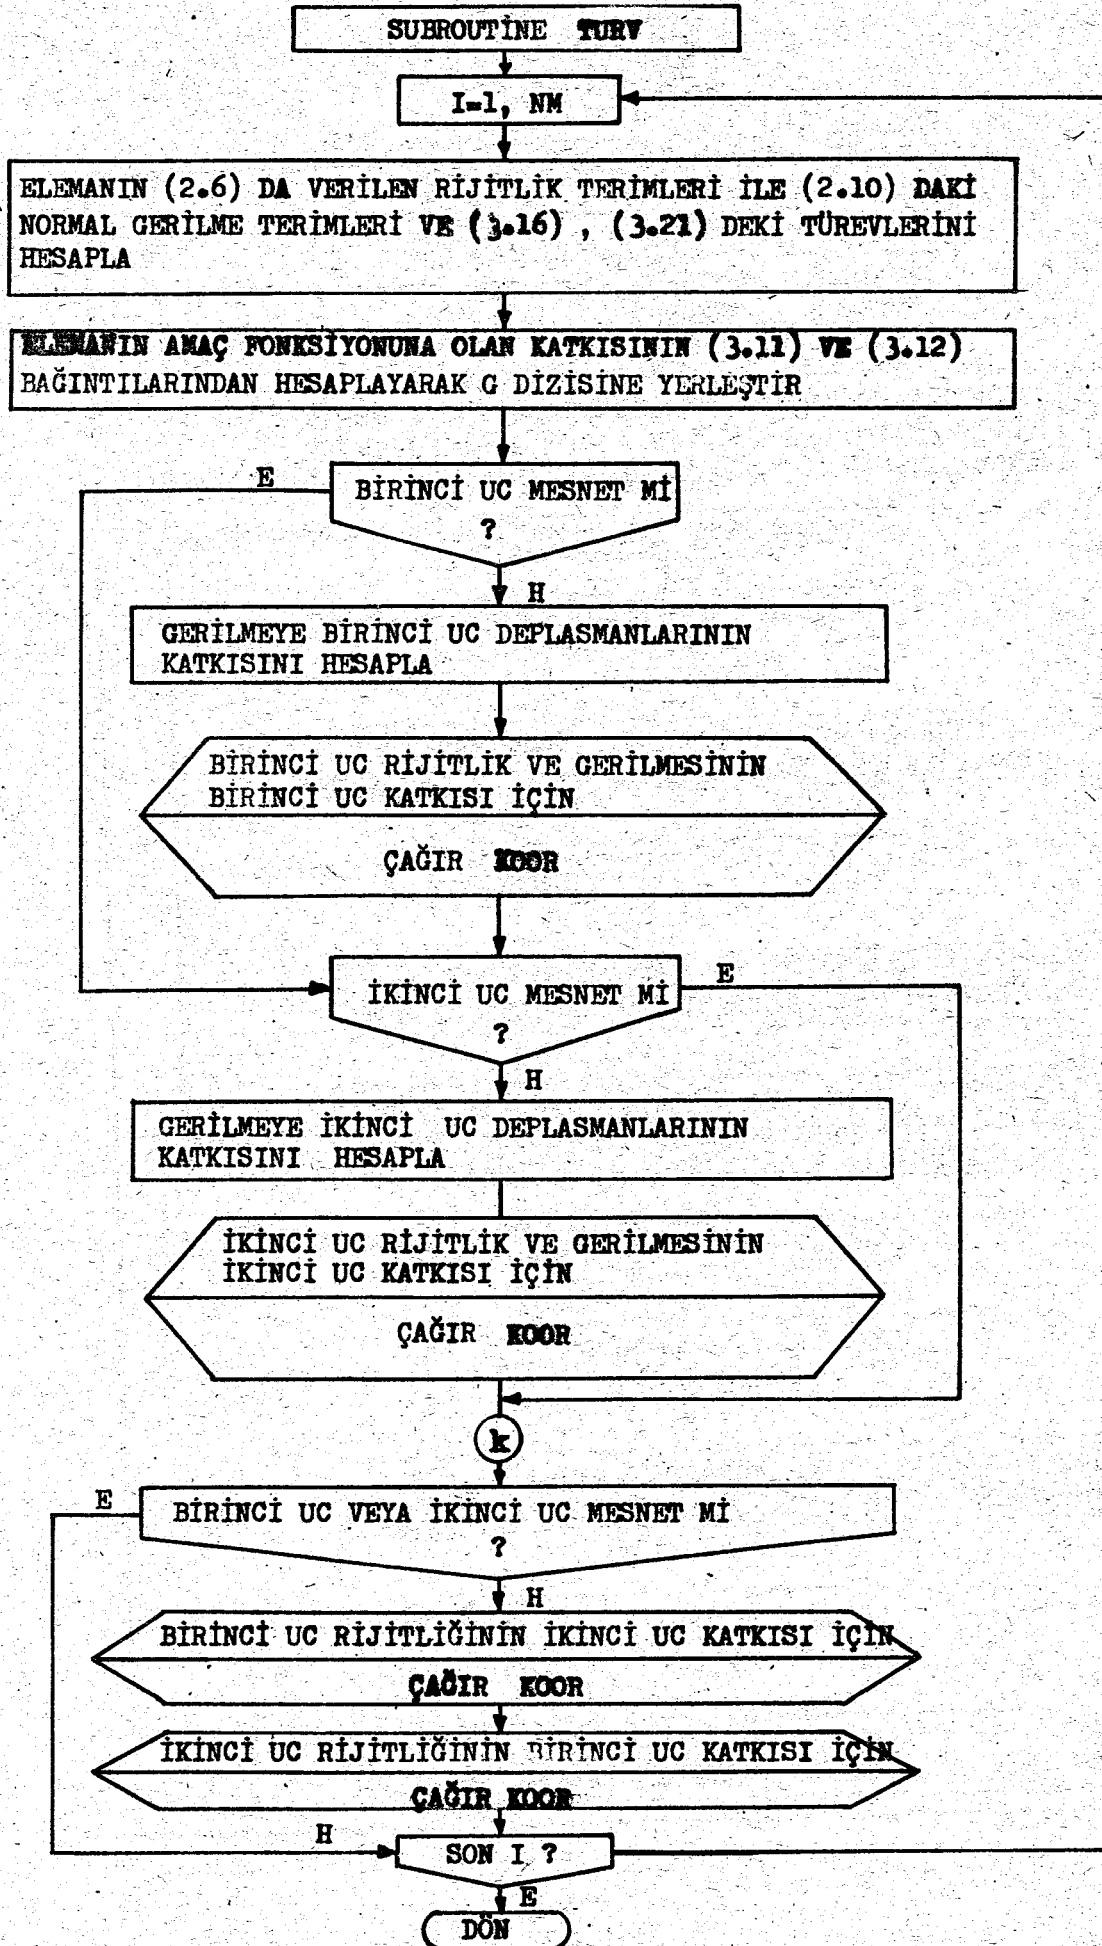 SUBROUTİNE TURV
I=1, NM
ELEMANIN (2.6) DA VERİLEN RİJİTLİK TERİMLERİ İLE (2.10) DAKİ
NORMAL GERİLME TERİMLERİ VE (3.16) , (3.21) DEKİ TÜREVLERİNİ
HESAPLA
ELEMANIN AMAÇ FONKSİYONUNA OLAN KATKISININ (3.11) VE (3.12)
BAĞINTILARINDAN HESAPLAYARAK G DİZİSİNE YERLEŞTİR
E
BİRİNCİ UC MESNET Mİ
?
H
GERİLMEYE BİRİNCİ UC DEPLASMANLARININ
KATKISINI HESAPLA
BİRİNCİ UC RİJİTLİK VE GERİLMESİNİN
BİRİNCİ UC KATKISI İÇİN
ÇAĞIR KOOR
E
İKİNCİ UC MESNET Mİ
?
H
GERİLMEYE İKİNCİ UC DEPLASMANLARININ
KATKISINI HESAPLA
İKİNCİ UC RİJİTLİK VE GERİLMESİNİN
İKİNCİ UC KATKISI İÇİN
ÇAĞIR KOOR
k
E
BİRİNCİ UC VEYA İKİNCİ UC MESNET Mİ
?
H
BİRİNCİ UC RİJİTLİĞİNİN İKİNCİ UC KATKISI İÇİN
ÇAĞIR KOOR
İKİNCİ UC RİJİTLİĞİNİN BİRİNCİ UC KATKISI İÇİN
ÇAĞIR KOOR
H
SON I ?
E
DÖN